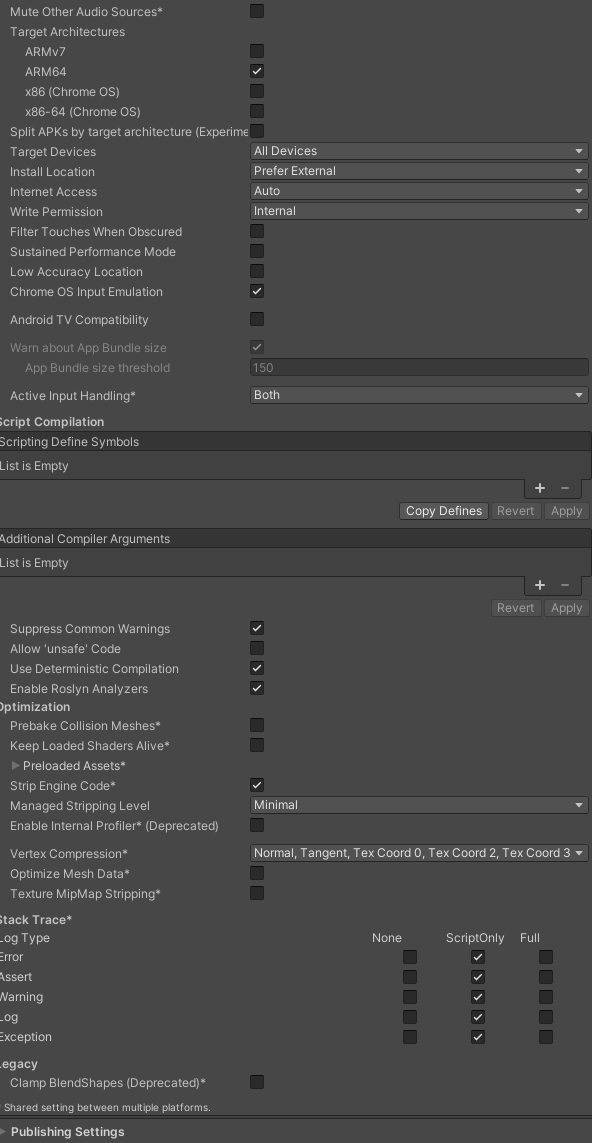 Mute Other Audio Sources*
Target Architectures
ARMv7
ARM64
x86 (Chrome OS)
x86-64 (Chrome OS)
Split APKs by target architecture (Experime
Target Devices All Devices
Install Location Prefer External
Internet Access Auto
Write Permission Internal
Filter Touches When Obscured
Sustained Performance Mode
Low Accuracy Location
Chrome OS Input Emulation
Android TV Compatibility
Warn about App Bundle size
App Bundle size threshold 150
Active Input Handling* Both
Script Compilation
Scripting Define Symbols
List is Empty
+ −
Copy Defines Revert Apply
Additional Compiler Arguments
List is Empty
+ −
Revert Apply
Suppress Common Warnings
Allow 'unsafe' Code
Use Deterministic Compilation
Enable Roslyn Analyzers
Optimization
Prebake Collision Meshes*
Keep Loaded Shaders Alive*
Preloaded Assets*
Strip Engine Code*
Managed Stripping Level Minimal
Enable Internal Profiler* (Deprecated)
Vertex Compression* Normal, Tangent, Tex Coord 0, Tex Coord 2, Tex Coord 3
Optimize Mesh Data*
Texture MipMap Stripping*
Stack Trace*
Log Type None ScriptOnly Full
Error
Assert
Warning
Log
Exception
Legacy
Clamp BlendShapes (Deprecated)*
* Shared setting between multiple platforms.
Publishing Settings